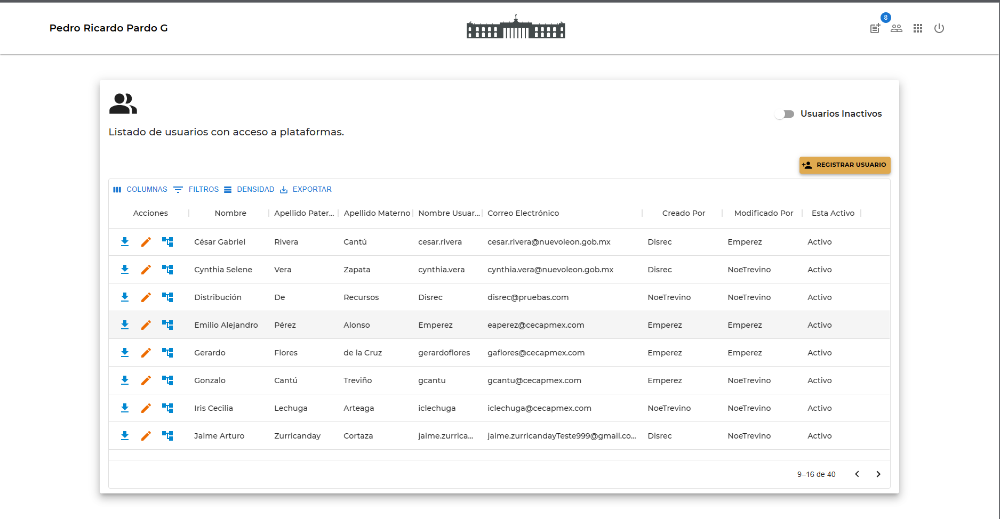 Pedro Ricardo Pardo G
8
Usuarios Inactivos
Listado de usuarios con acceso a plataformas.
REGISTRAR USUARIO
COLUMNAS FILTROS DENSIDAD EXPORTAR
Acciones Nombre Apellido Pater... Apellido Materno Nombre Usuar... Correo Electrónico Creado Por Modificado Por Esta Activo
César Gabriel Rivera Cantú cesar.rivera cesar.rivera@nuevoleon.gob.mx Disrec Emperez Activo
Cynthia Selene Vera Zapata cynthia.vera cynthia.vera@nuevoleon.gob.mx Disrec NoeTrevino Activo
Distribución De Recursos Disrec disrec@pruebas.com NoeTrevino NoeTrevino Activo
Emilio Alejandro Pérez Alonso Emperez eaperez@cecapmex.com Emperez Emperez Activo
Gerardo Flores de la Cruz gerardoflores gaflores@cecapmex.com Emperez Emperez Activo
Gonzalo Cantú Treviño gcantu gcantu@cecapmex.com Emperez NoeTrevino Activo
Iris Cecilia Lechuga Arteaga iclechuga iclechuga@cecapmex.com NoeTrevino NoeTrevino Activo
Jaime Arturo Zurricanday Cortaza jaime.zurrica... jaime.zurricandayTeste999@gmail.co... Disrec NoeTrevino Activo
9–16 de 40